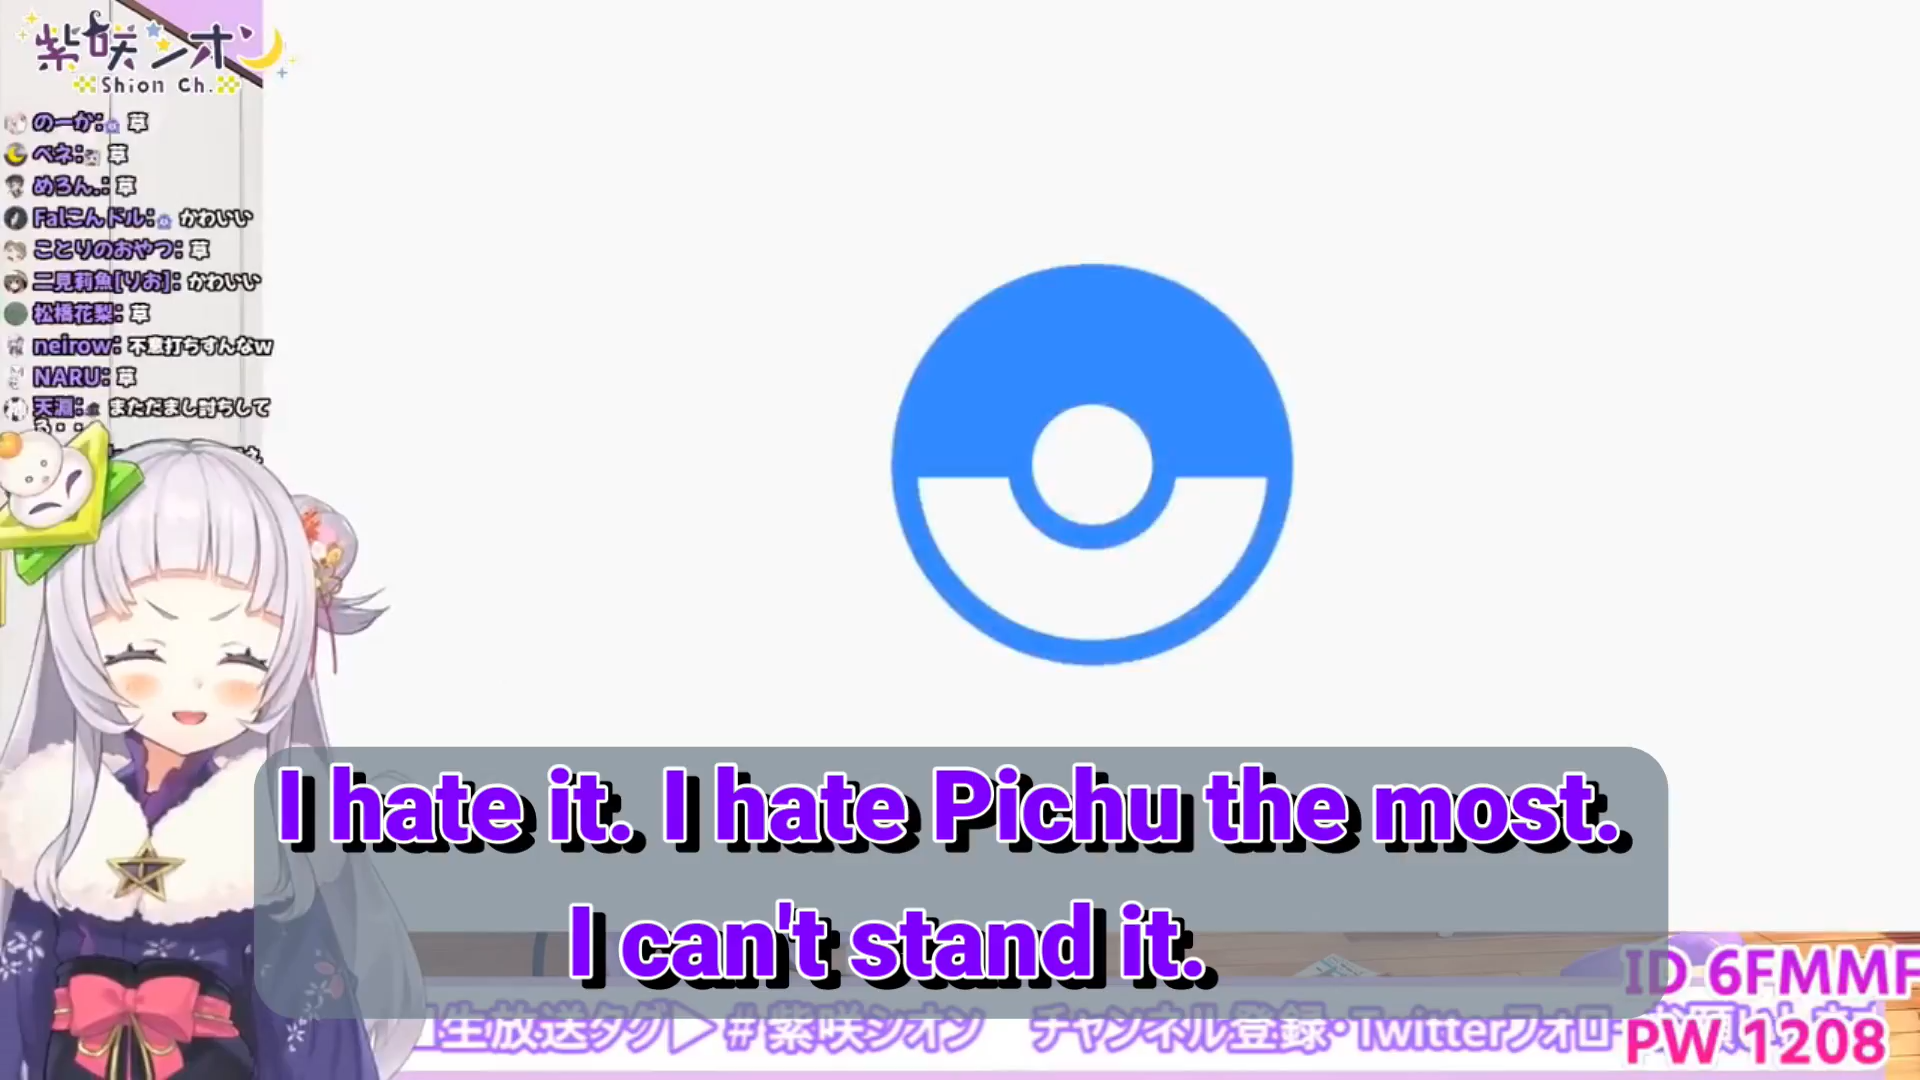 紫咲シオン
Shion Ch.
のーか: 草
ベネ: 草
めろん.: 草
Falこんドル: かわいい
ことりのおやつ: 草
二見莉魚[りお]: かわいい
松橋花梨: 草
neirow: 不意打ちすんなw
NARU: 草
天淵: まただまし討ちして
る・・
I hate it. I hate Pichu the most.
I can't stand it.
ID 6FMMF
生放送タグ▶ #紫咲シオン チャンネル登録・Twitterフォロー
PW 1208